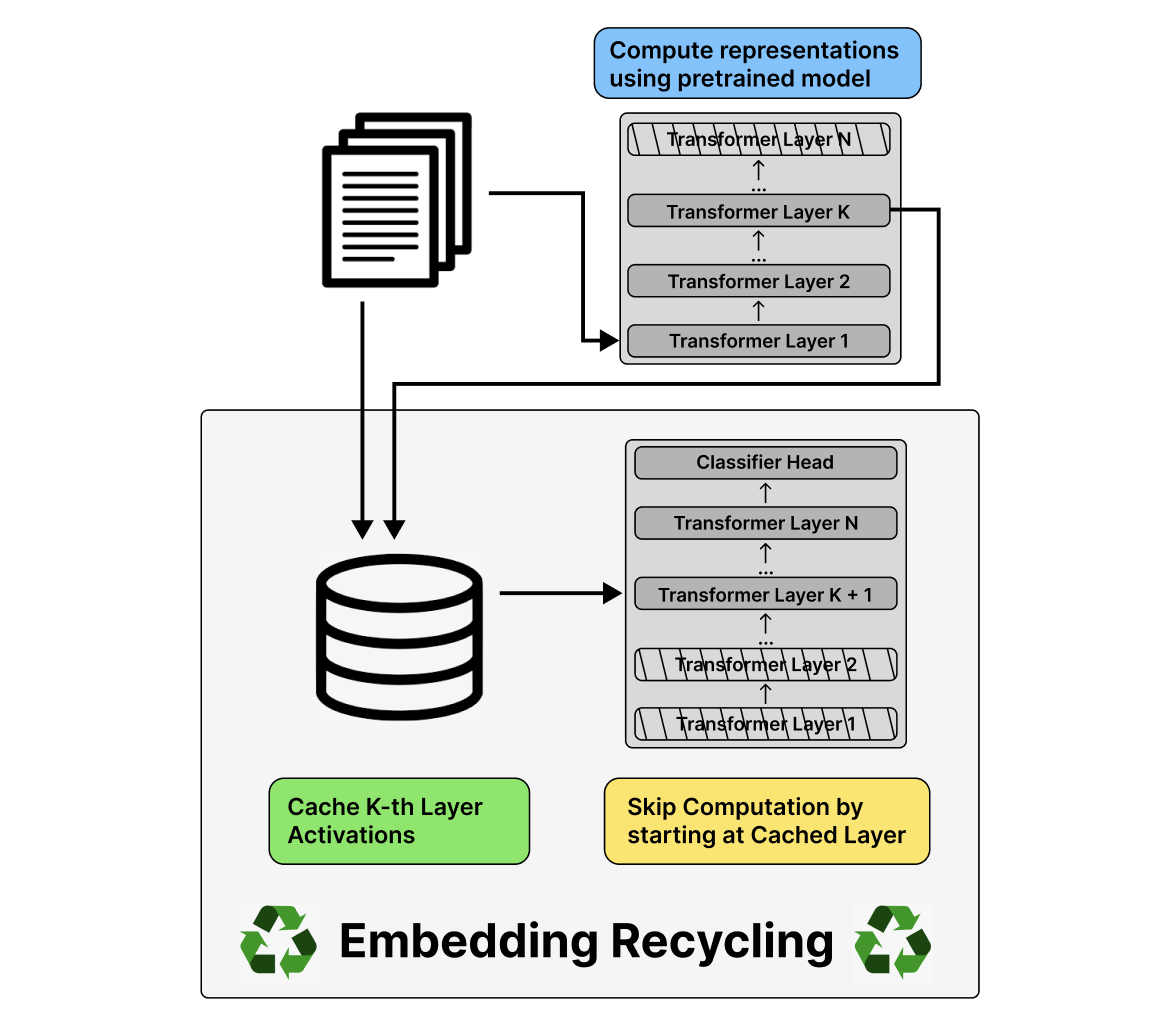 Compute representations
using pretrained model
Transformer Layer N
...
Transformer Layer K
...
Transformer Layer 2
Transformer Layer 1
Classifier Head
Transformer Layer N
...
Transformer Layer K + 1
...
Transformer Layer 2
Transformer Layer 1
Cache K-th Layer
Activations
Skip Computation by
starting at Cached Layer
Embedding Recycling